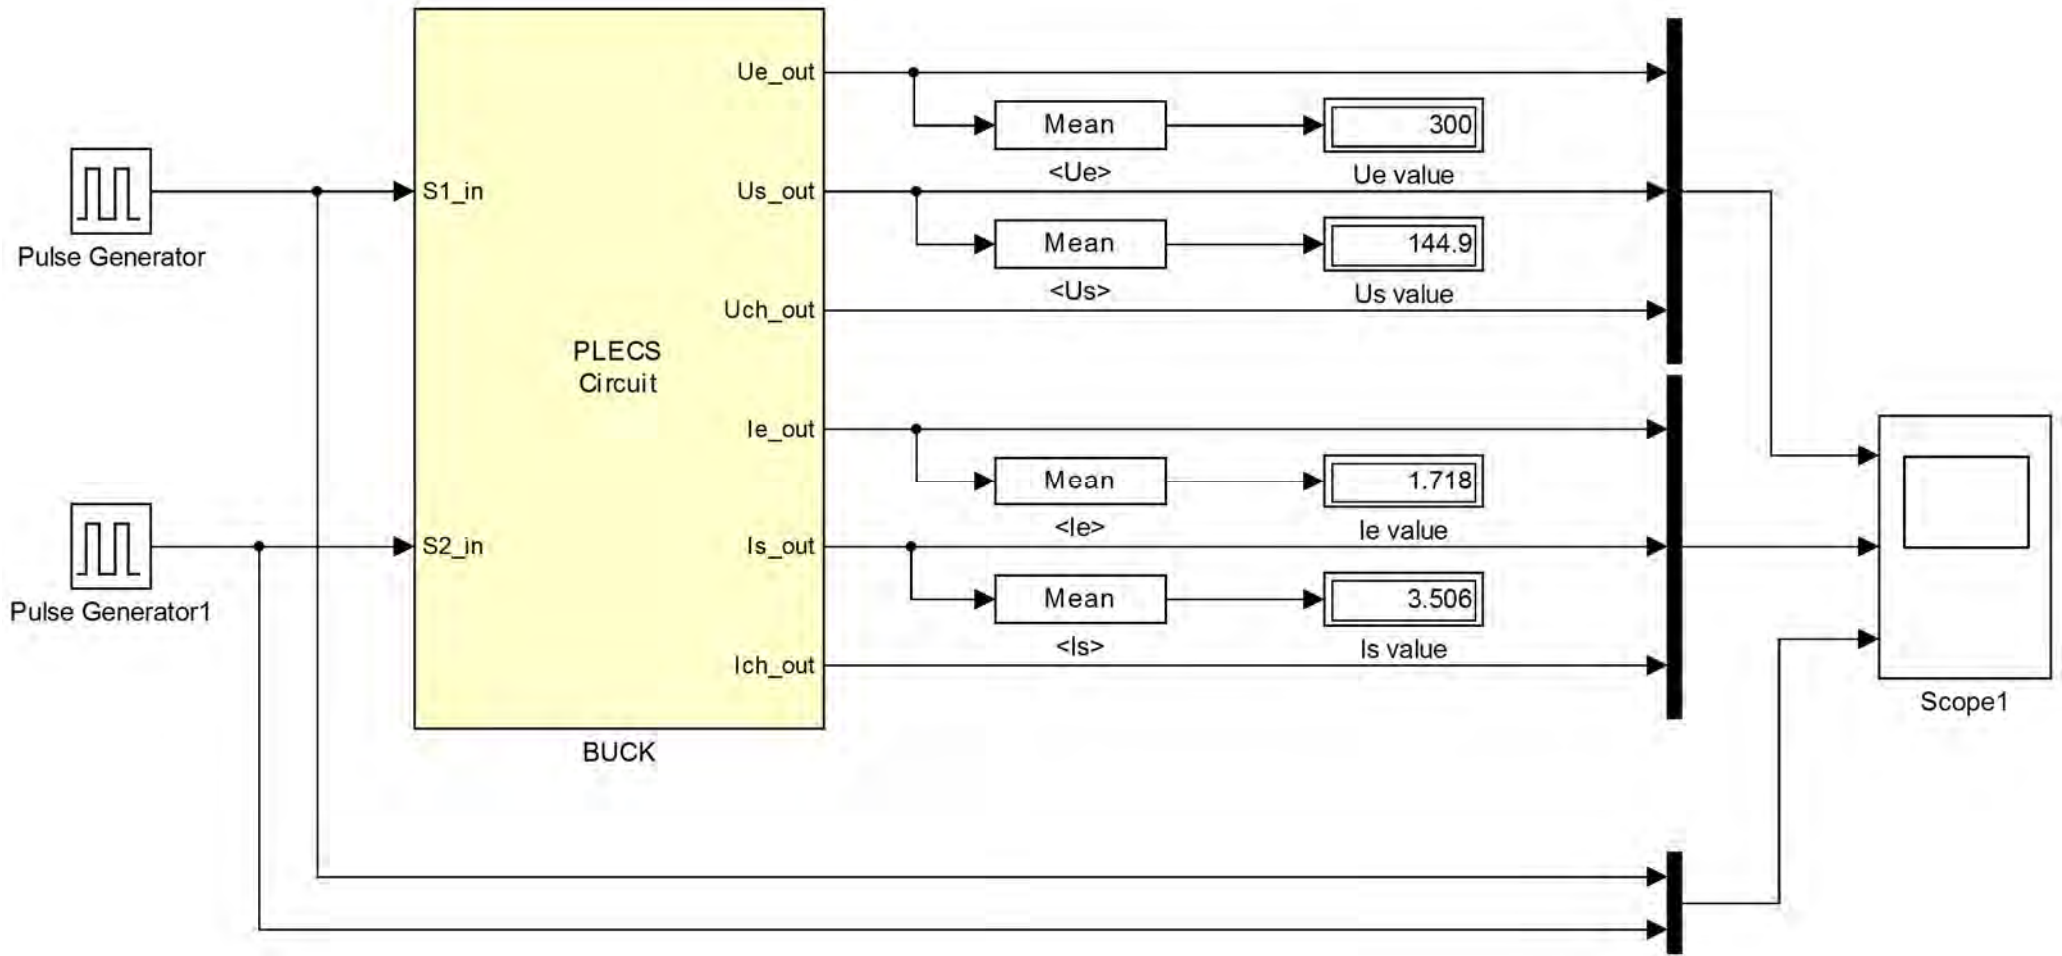 Ue_out
Mean
300
<Ue>
Ue value
S1_in
Us_out
Pulse Generator
Mean
144.9
<Us>
Us value
Uch_out
PLECS
Circuit
Ie_out
Mean
1.718
<Ie>
Ie value
S2_in
Is_out
Pulse Generator1
Mean
3.506
<Is>
Is value
Ich_out
Scope1
BUCK